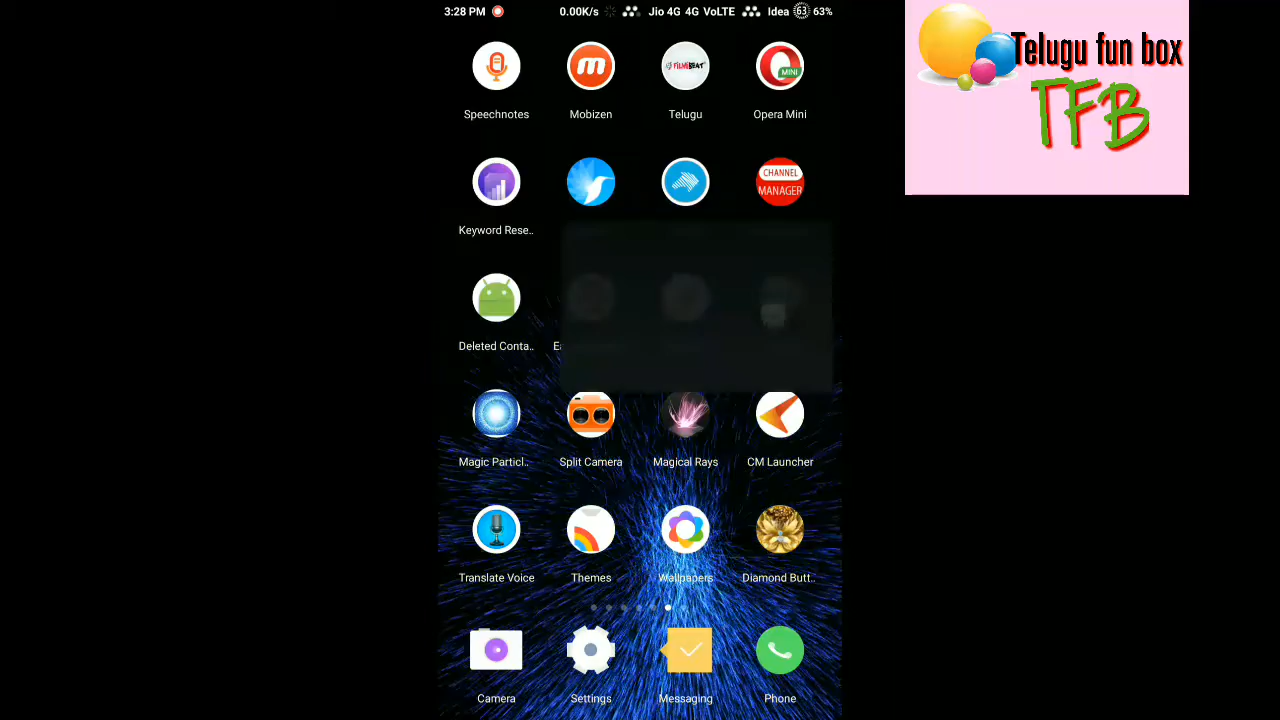 3:28 PM 0.00K/s Jio 4G 4G VoLTE Idea 63 63%
Telugu fun box
TFB
FILMIBEAT
MINI
Speechnotes Mobizen Telugu Opera Mini
CHANNEL
MANAGER
Keyword Rese..
Deleted Conta..
Magic Particl.. Split Camera Magical Rays CM Launcher
Translate Voice Themes Wallpapers Diamond Butt..
Camera Settings Messaging Phone